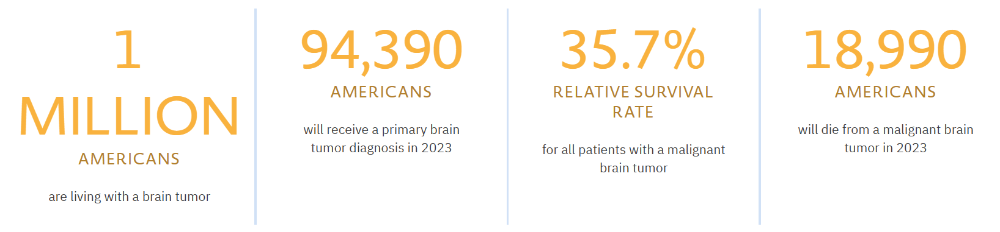 1
MILLION
AMERICANS
are living with a brain tumor
94,390
AMERICANS
will receive a primary brain
tumor diagnosis in 2023
35.7%
RELATIVE SURVIVAL
RATE
for all patients with a malignant
brain tumor
18,990
AMERICANS
will die from a malignant brain
tumor in 2023